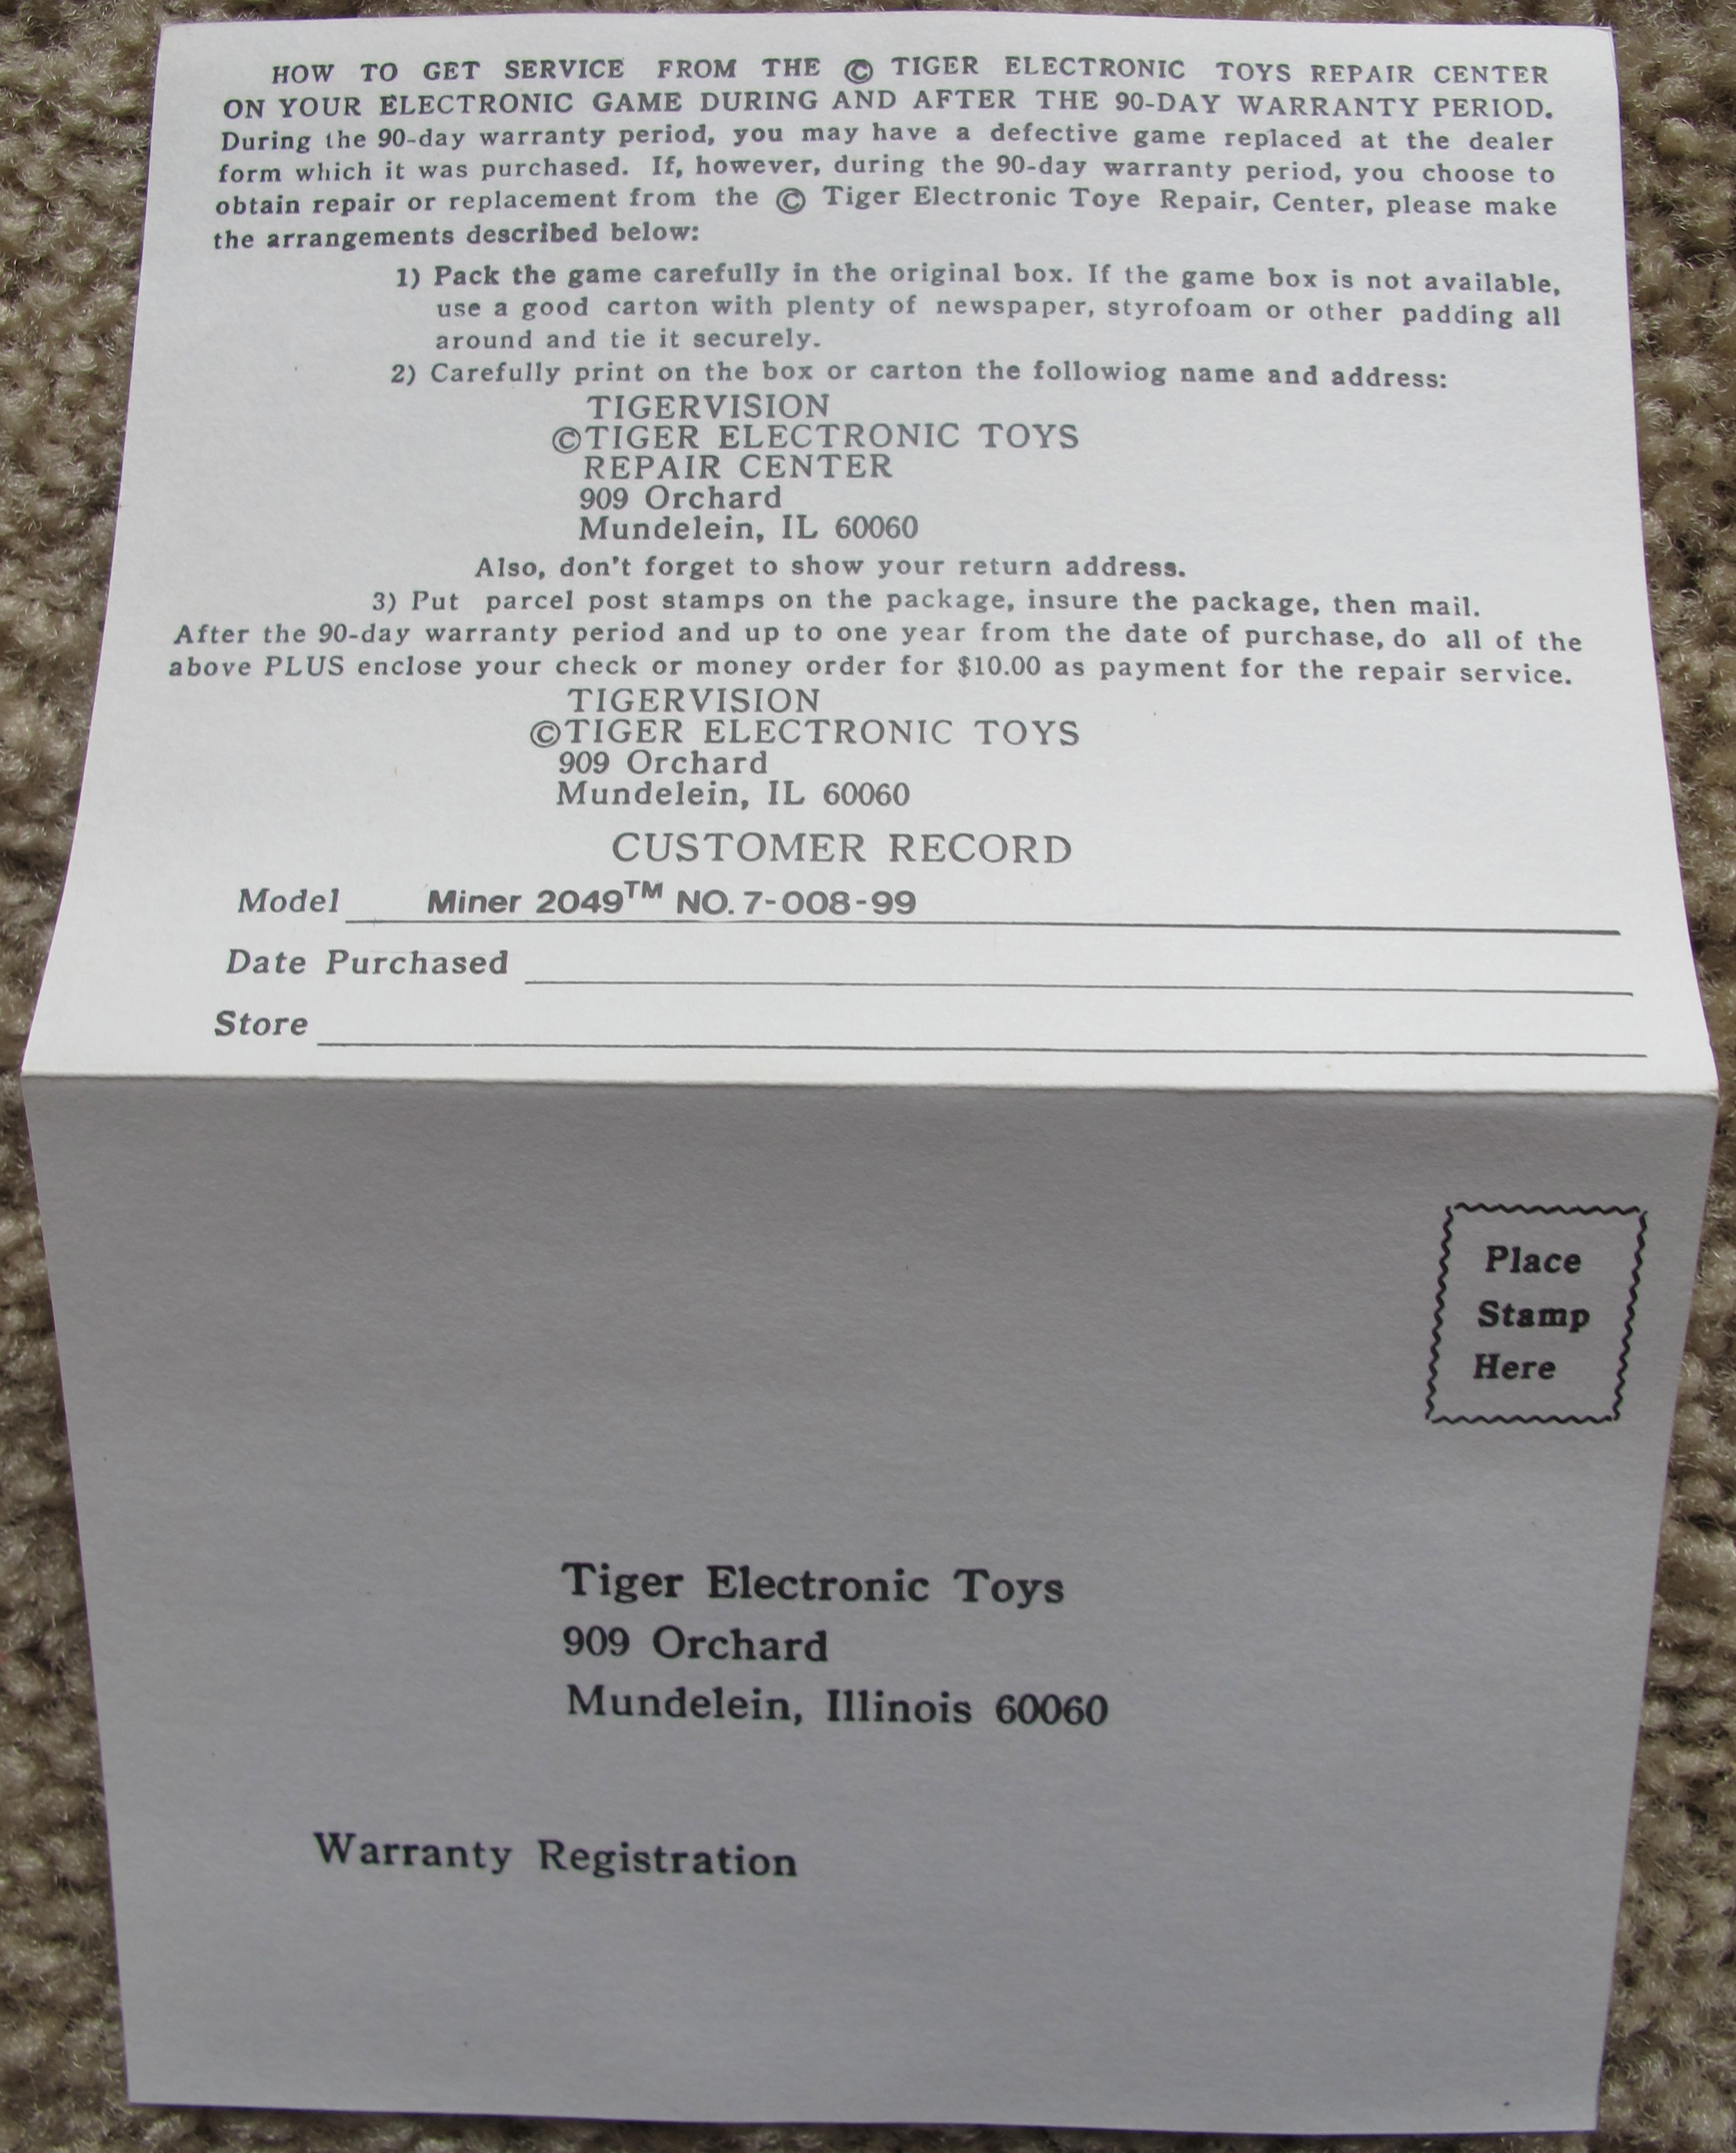 HOW TO GET SERVICE FROM THE © TIGER ELECTRONIC TOYS REPAIR CENTER
ON YOUR ELECTRONIC GAME DURING AND AFTER THE 90-DAY WARRANTY PERIOD.
During the 90-day warranty period, you may have a defective game replaced at the dealer
form which it was purchased. If, however, during the 90-day warranty period, you choose to
obtain repair or replacement from the © Tiger Electronic Toye Repair, Center, please make
the arrangements described below:
1) Pack the game carefully in the original box. If the game box is not available,
use a good carton with plenty of newspaper, styrofoam or other padding all
around and tie it securely.
2) Carefully print on the box or carton the followiog name and address:
TIGERVISION
©TIGER ELECTRONIC TOYS
REPAIR CENTER
909 Orchard
Mundelein, IL 60060
Also, don't forget to show your return address.
3) Put parcel post stamps on the package, insure the package, then mail.
After the 90-day warranty period and up to one year from the date of purchase, do all of the
above PLUS enclose your check or money order for $10.00 as payment for the repair service.
TIGERVISION
©TIGER ELECTRONIC TOYS
909 Orchard
Mundelein, IL 60060
CUSTOMER RECORD
Model Miner 2049™ NO. 7-008-99
Date Purchased
Store
Place
Stamp
Here
Tiger Electronic Toys
909 Orchard
Mundelein, Illinois 60060
Warranty Registration